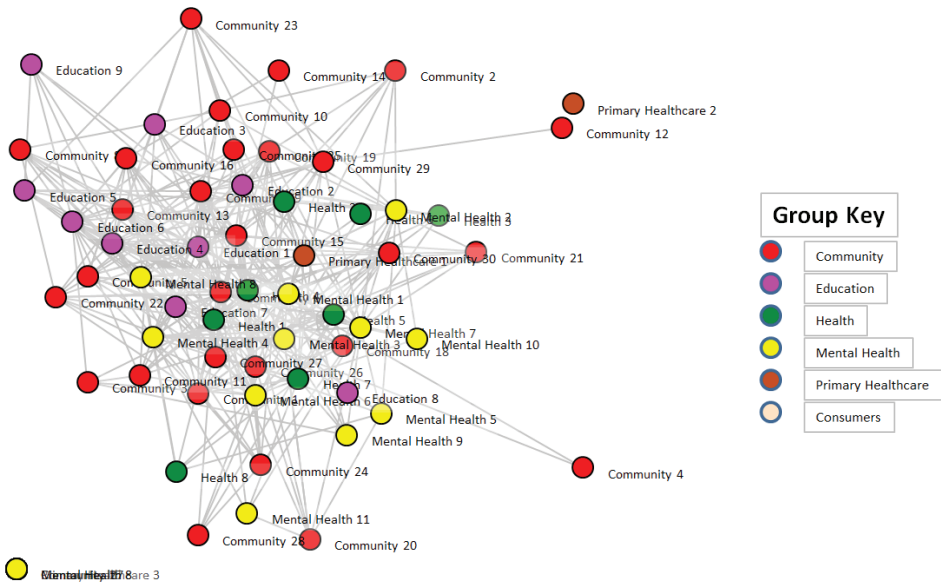 Community 23
Education 9
Community 14
Community 2
Primary Healthcare 2
Community 10
Community 12
Education 3
Community
Community 19
Community 16
Community 29
Education 5
Education 2
Community 13
Health
Mental Health 2
Health 3
Education 6
Community 15
Education 4
Education 1
Primary Healthcare 1
Community 30
Community 21
Mental Health 8
Community 22
Mental Health 1
Education 7
Health 1
Health 5
Mental Health 7
Mental Health 4
Mental Health 3
Mental Health 10
Community 18
Community 27
Community 26
Community 11
Community 3
Health 7
Mental Health 6
Education 8
Mental Health 5
Mental Health 9
Community 24
Health 8
Community 4
Mental Health 11
Community 28
Community 20
Group Key
Community
Education
Health
Mental Health
Primary Healthcare
Consumers